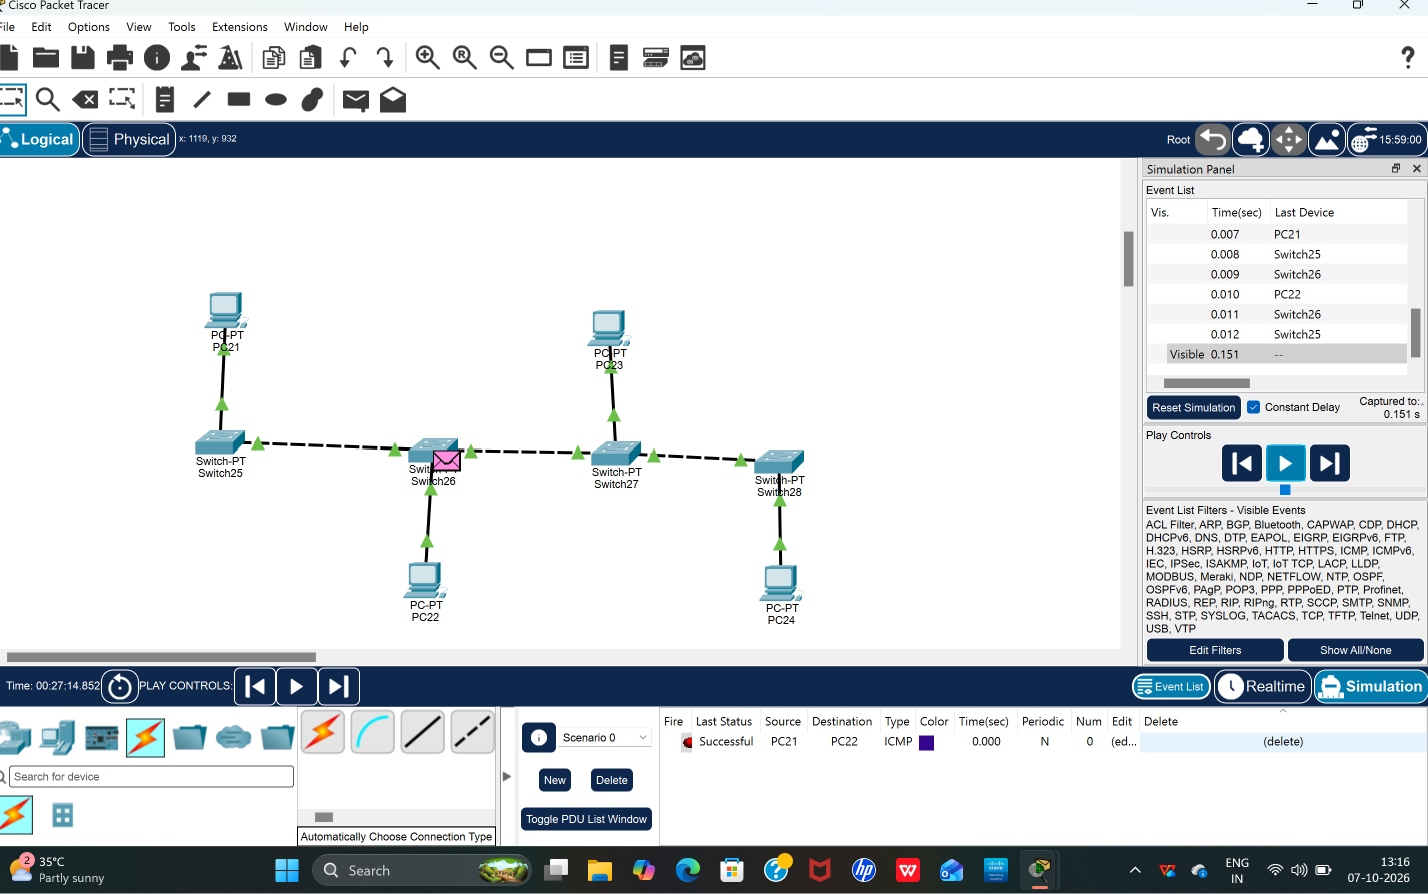 Cisco Packet Tracer
File Edit Options View Tools Extensions Window Help
Logical Physical x: 1119, y: 932 Root 15:59:00
Simulation Panel
Event List
Vis. Time(sec) Last Device
0.007 PC21
0.008 Switch25
0.009 Switch26
0.010 PC22
0.011 Switch26
0.012 Switch25
Visible 0.151 --
Reset Simulation Constant Delay Captured to:
0.151 s
Play Controls
Event List Filters - Visible Events
ACL Filter, ARP, BGP, Bluetooth, CAPWAP, CDP, DHCP,
DHCPv6, DNS, DTP, EAPOL, EIGRP, EIGRPv6, FTP,
H.323, HSRP, HSRPv6, HTTP, HTTPS, ICMP, ICMPv6,
IEC, IPSec, ISAKMP, IoT, IoT TCP, LACP, LLDP,
MODBUS, Meraki, NDP, NETFLOW, NTP, OSPF,
OSPFv6, PAgP, POP3, PPP, PPPoED, PTP, Profinet,
RADIUS, REP, RIP, RIPng, RTP, SCCP, SMTP, SNMP,
SSH, STP, SYSLOG, TACACS, TCP, TFTP, Telnet, UDP,
USB, VTP
Edit Filters Show All/None
PC-PT
PC21
PC-PT
PC23
Switch-PT
Switch25
Switch26
Switch-PT
Switch27
Switch-PT
Switch28
PC-PT
PC22
PC-PT
PC24
Time: 00:27:14.852 PLAY CONTROLS: Event List Realtime Simulation
Search for device
Automatically Choose Connection Type
Scenario 0
New Delete
Toggle PDU List Window
Fire Last Status Source Destination Type Color Time(sec) Periodic Num Edit Delete
Successful PC21 PC22 ICMP 0.000 N 0 (ed... (delete)
2 35°C
Partly sunny
Search
ENG
IN
13:16
07-10-2026